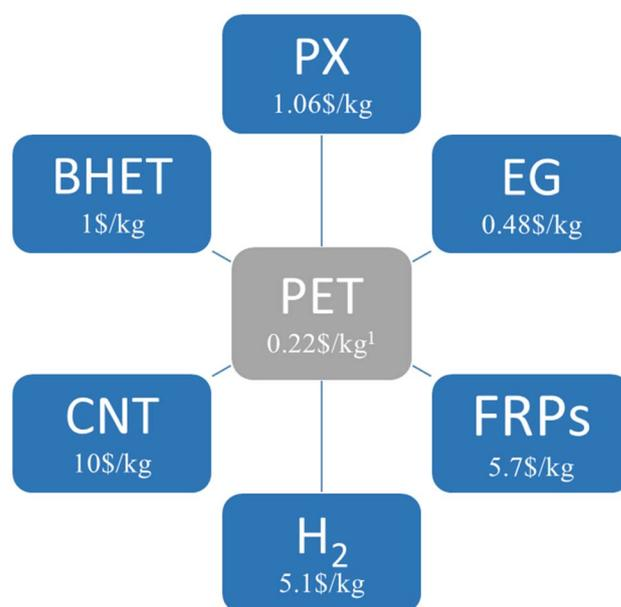 PX
1.06$/kg
BHET
1$/kg
EG
0.48$/kg
PET
0.22$/kg¹
CNT
10$/kg
FRPs
5.7$/kg
H₂
5.1$/kg